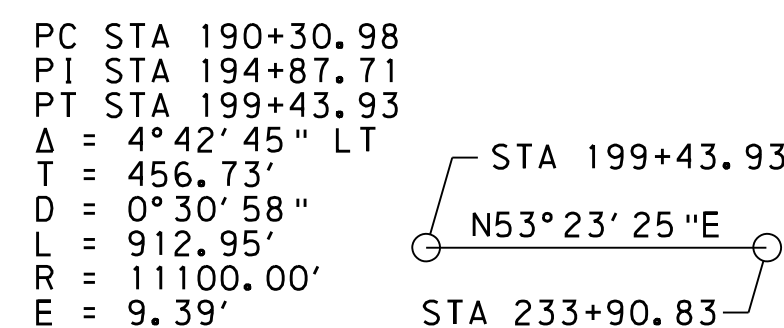 PC STA 190+30.98
PI STA 194+87.71
PT STA 199+43.93
Δ = 4°42'45" LT
T = 456.73'
D = 0°30'58"
L = 912.95'
R = 11100.00'
E = 9.39'
STA 199+43.93
N53°23'25"E
STA 233+90.83